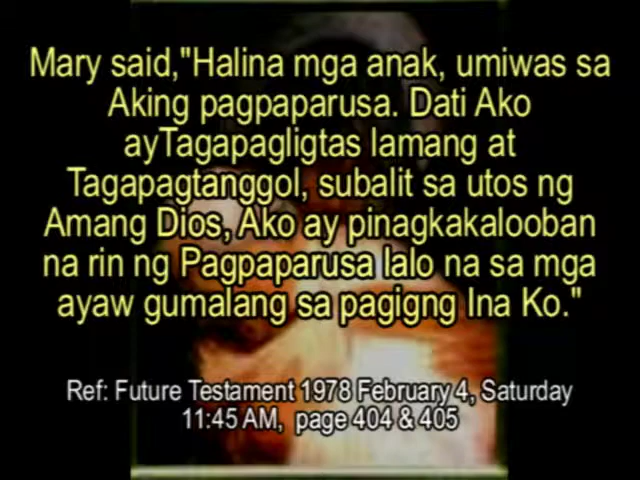 Mary said,"Halina mga anak, umiwas sa
Aking pagpaparusa. Dati Ako
ayTagapagligtas lamang at
Tagapagtanggol, subalit sa utos ng
Amang Dios, Ako ay pinagkakalooban
na rin ng Pagpaparusa lalo na sa mga
ayaw gumalang sa pagigng Ina Ko."
Ref: Future Testament 1978 February 4, Saturday
11:45 AM,  page 404 & 405